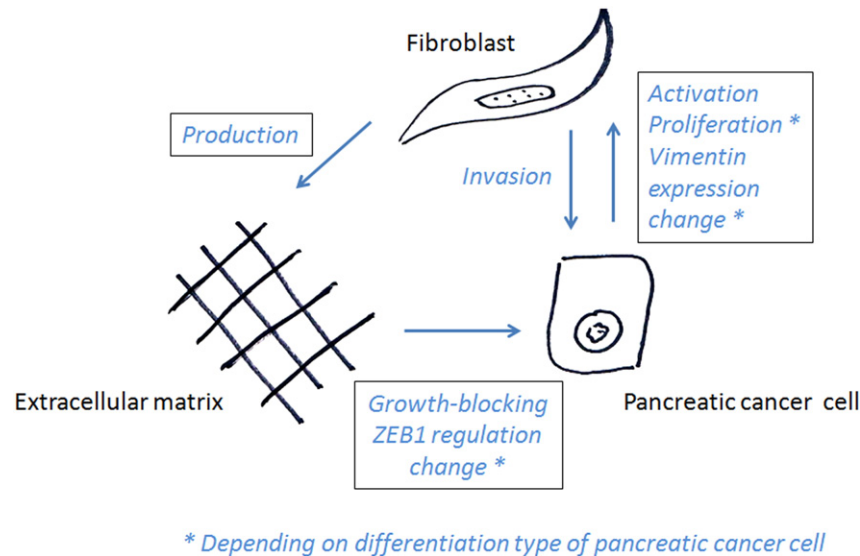 Fibroblast
Production
Invasion
Activation
Proliferation *
Vimentin
expression
change *
Extracellular matrix
Growth-blocking
ZEB1 regulation
change *
Pancreatic cancer cell
* Depending on differentiation type of pancreatic cancer cell